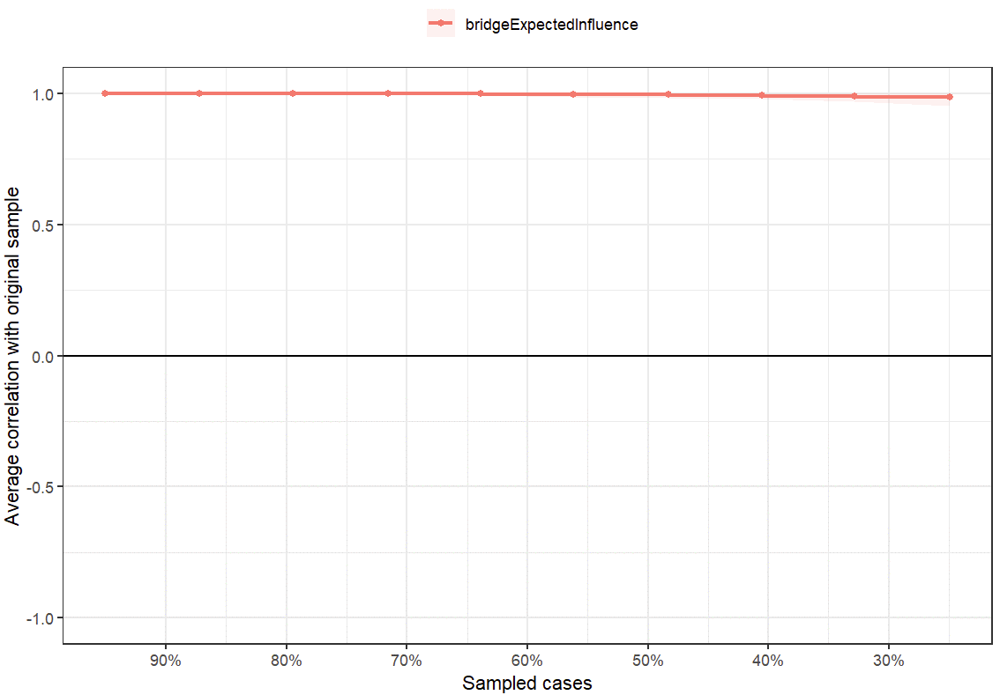 bridgeExpectedInfluence
Average correlation with original sample
1.0
0.5
0.0
-0.5
-1.0
90% 80% 70% 60% 50% 40% 30%
Sampled cases